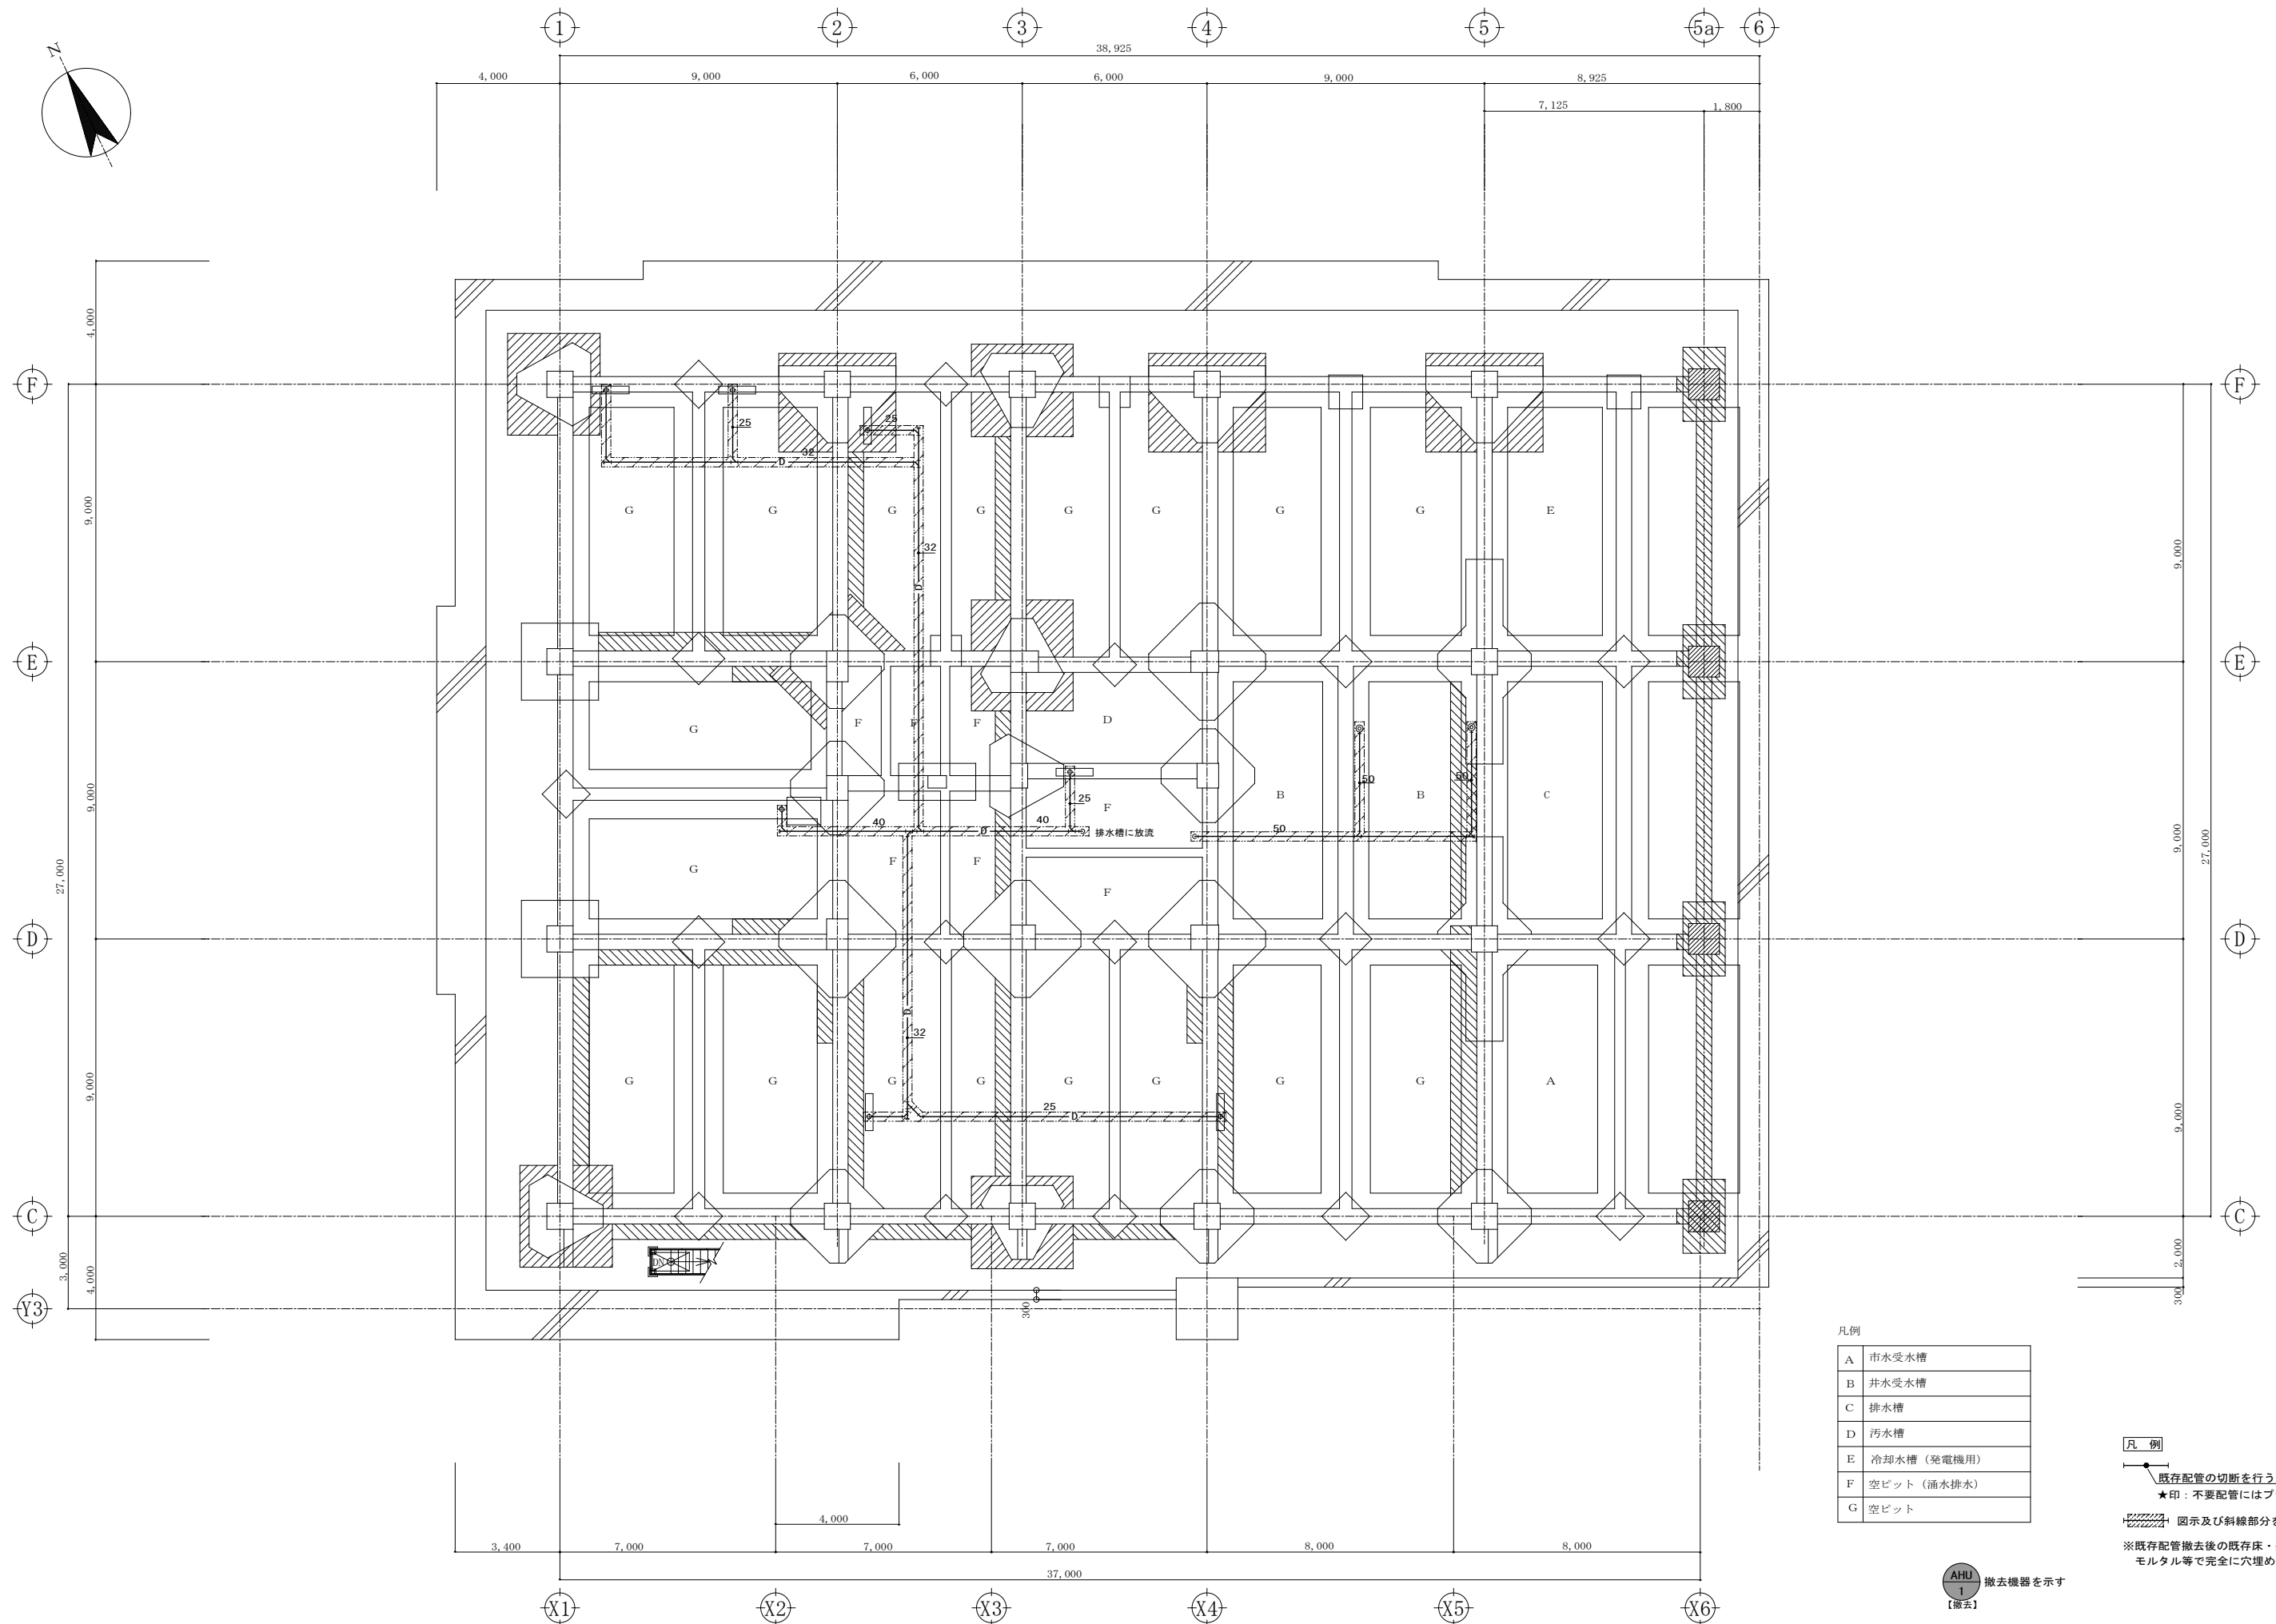 N
1 2 3 4 5 5a 6
38,925
4,000 9,000 6,000 6,000 9,000 8,925
7,125 1,800
4,000
F F
25 25
32
D
G G G G G G G G E
9,000 9,000
32
D
E E
G F F F D
50 50
25
9,000 F B B C
40 D 40 排水槽に放流 50
G F F
F
27,000 9,000 27,000
D D
D
32
G G G G G G G G A
9,000 25 9,000
D
C C
DN
3,000 4,000 2,000
300 300
Y3
凡例
A 市水受水槽
B 井水受水槽
C 排水槽
D 汚水槽
E 冷却水槽（発電機用）
F 空ピット（涌水排水）
G 空ピット
凡 例
既存配管の切断を行う
★印：不要配管にはプ
図示及び斜線部分を
※既存配管撤去後の既存床・
モルタル等で完全に穴埋め
4,000
3,400 7,000 7,000 7,000 8,000 8,000
37,000
AHU
1
【撤去】
撤去機器を示す
X1 X2 X3 X4 X5 X6